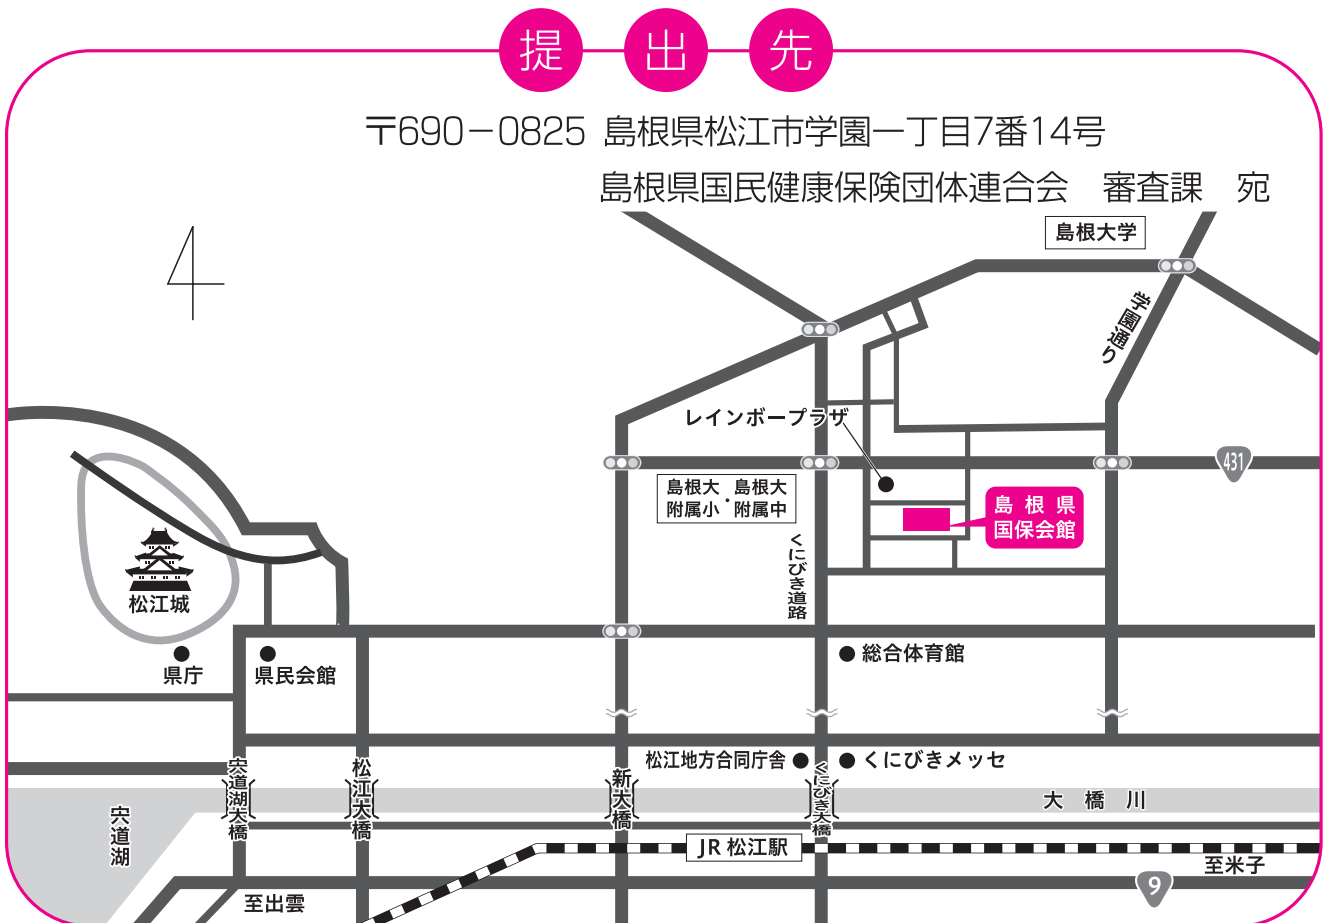 提出先
〒690－0825 島根県松江市学園一丁目7番14号
島根県国民健康保険団体連合会　審査課　宛
島根大学
学園通り
レインボープラザ
431
島根大附属小・島根大附属中
島根県
国保会館
くにびき道路
松江城
県庁
県民会館
総合体育館
松江地方合同庁舎
くにびきメッセ
宍道湖大橋
松江大橋
新大橋
くにびき大橋
大橋川
宍道湖
JR 松江駅
至米子
9
至出雲